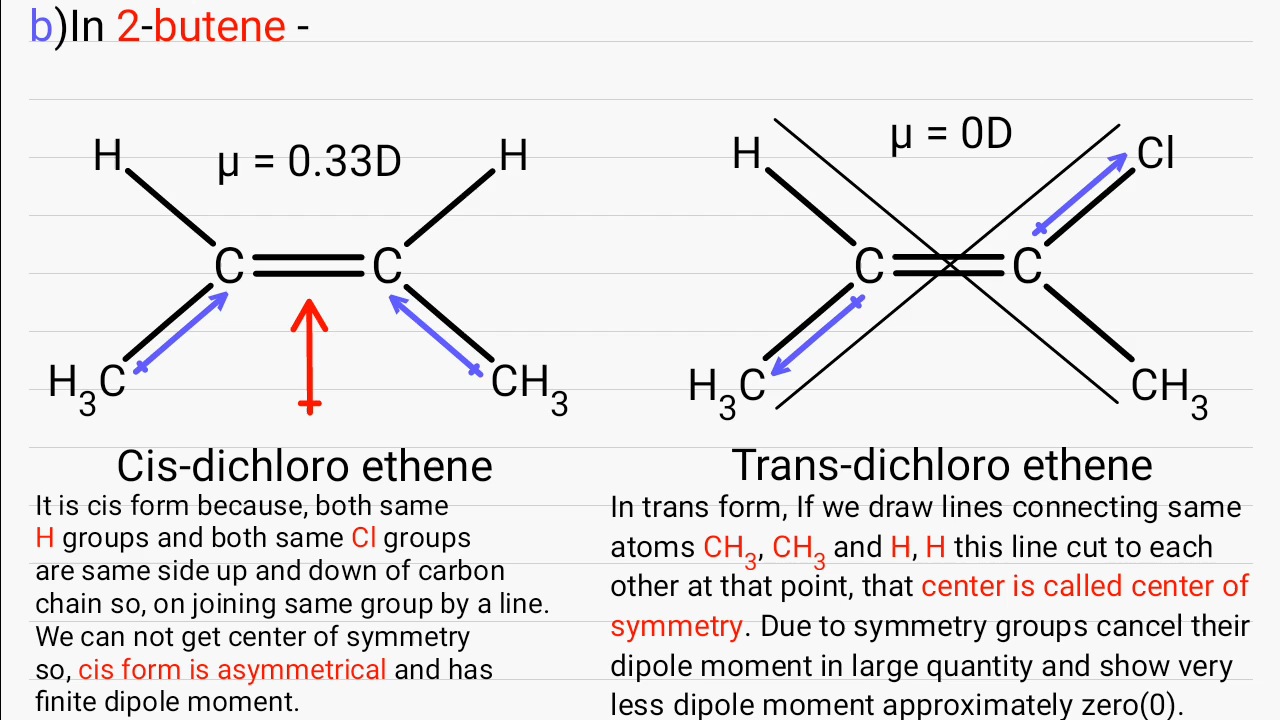 b)In 2-butene -
H μ = 0.33D H
C C
H3C CH3
Cis-dichloro ethene
It is cis form because, both same
H groups and both same Cl groups
are same side up and down of carbon
chain so, on joining same group by a line.
We can not get center of symmetry
so, cis form is asymmetrical and has
finite dipole moment.
H μ = 0D Cl
C C
H3C CH3
Trans-dichloro ethene
In trans form, If we draw lines connecting same
atoms CH3, CH3 and H, H this line cut to each
other at that point, that center is called center of
symmetry. Due to symmetry groups cancel their
dipole moment in large quantity and show very
less dipole moment approximately zero(0).